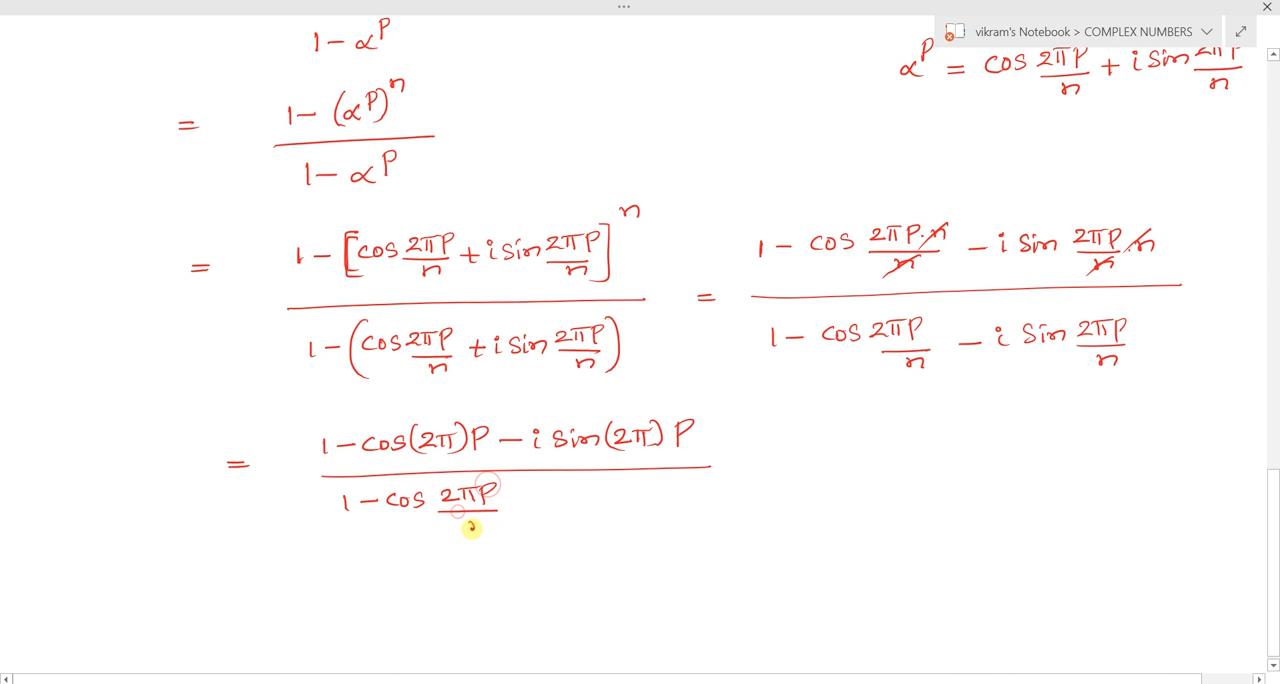 vikram's Notebook > COMPLEX NUMBERS
1 - α^P
α^P = cos 2πP/n + i sin 2πP/n
= 1 - (α^P)^n / 1 - α^P
= 1 - [cos 2πP/n + i sin 2πP/n]^n / 1 - (cos 2πP/n + i sin 2πP/n) = 1 - cos 2πP·n/n - i sin 2πP·n/n / 1 - cos 2πP/n - i sin 2πP/n
= 1 - cos(2π)P - i sin(2π)P / 1 - cos 2πP